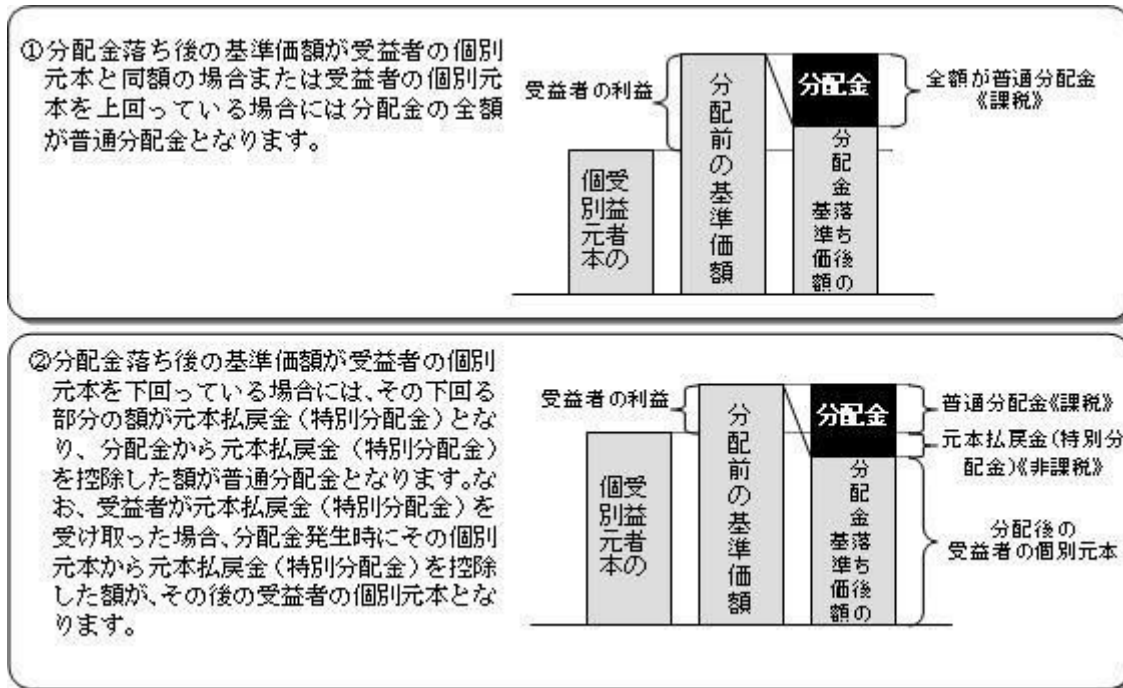 ①分配金落ち後の基準価額が受益者の個別
元本と同額の場合または受益者の個別元
本を上回っている場合には分配金の全額
が普通分配金となります。
受益者の利益
受益者の
個別元本
分配前の基準価額
分配金
分配金落ち後の
基準価額
全額が普通分配金
《課税》
②分配金落ち後の基準価額が受益者の個別
元本を下回っている場合には、その下回る
部分の額が元本払戻金（特別分配金）とな
り、分配金から元本払戻金（特別分配金）
を控除した額が普通分配金となります。な
お、受益者が元本払戻金（特別分配金）を
受け取った場合、分配金発生時にその個別
元本から元本払戻金（特別分配金）を控除
した額が、その後の受益者の個別元本とな
ります。
受益者の利益
受益者の
個別元本
分配前の基準価額
分配金
分配金落ち後の
基準価額
普通分配金《課税》
元本払戻金（特別分
配金）《非課税》
分配後の
受益者の個別元本